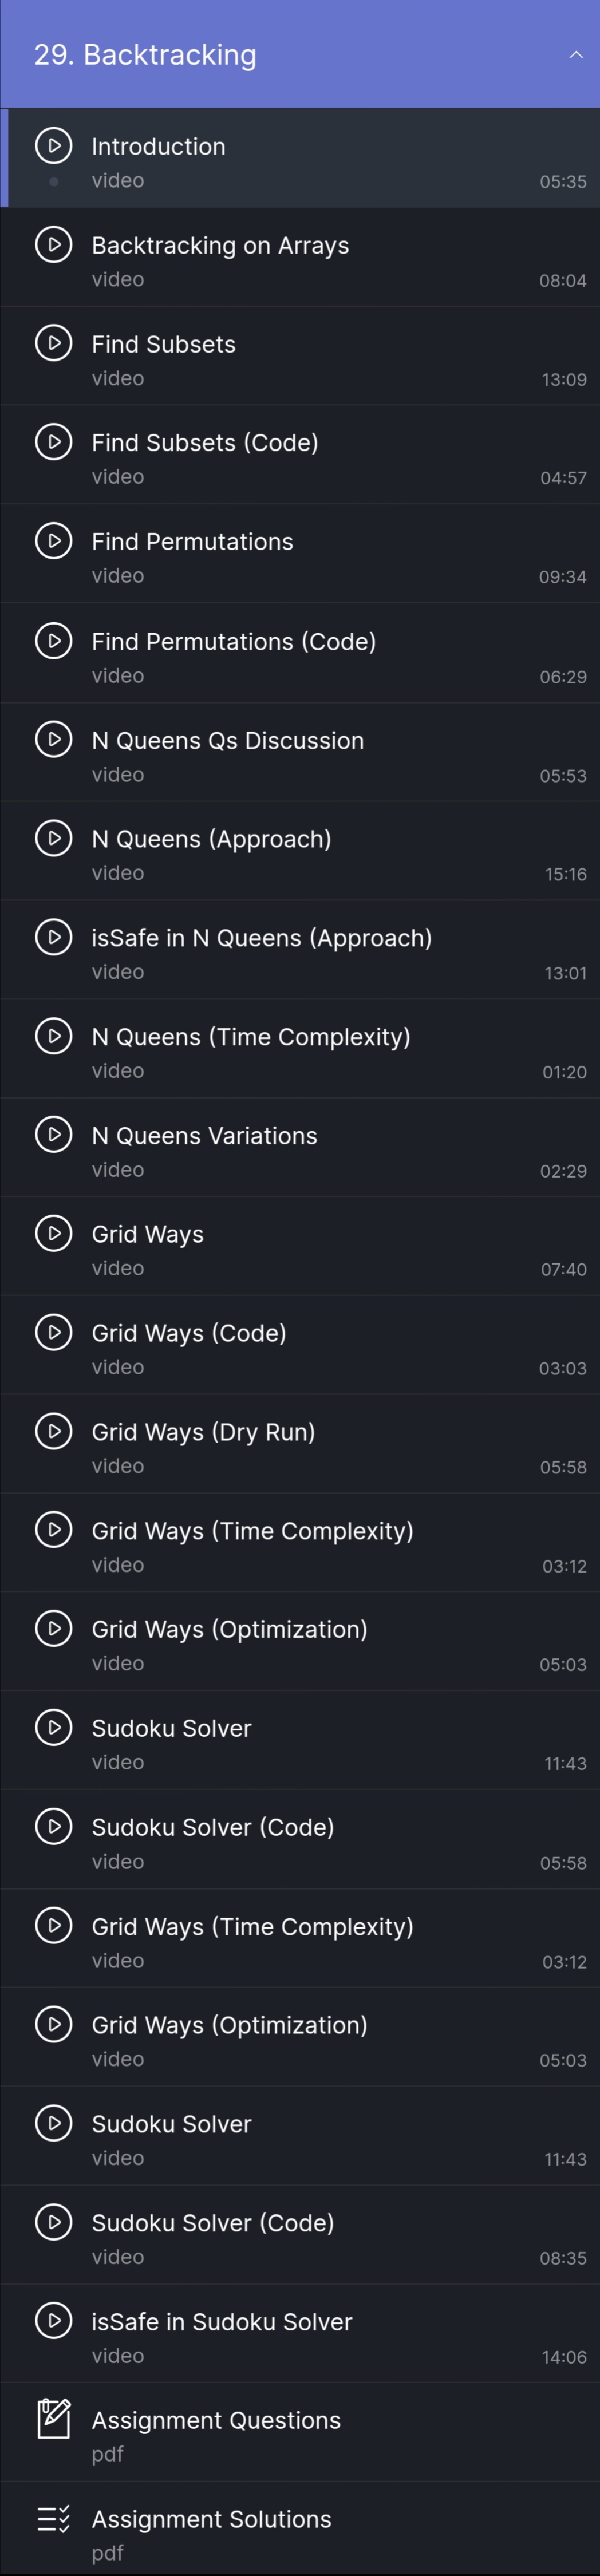 29. Backtracking
Introduction
video
05:35
Backtracking on Arrays
video
08:04
Find Subsets
video
13:09
Find Subsets (Code)
video
04:57
Find Permutations
video
09:34
Find Permutations (Code)
video
06:29
N Queens Qs Discussion
video
05:53
N Queens (Approach)
video
15:16
isSafe in N Queens (Approach)
video
13:01
N Queens (Time Complexity)
video
01:20
N Queens Variations
video
02:29
Grid Ways
video
07:40
Grid Ways (Code)
video
03:03
Grid Ways (Dry Run)
video
05:58
Grid Ways (Time Complexity)
video
03:12
Grid Ways (Optimization)
video
05:03
Sudoku Solver
video
11:43
Sudoku Solver (Code)
video
05:58
Grid Ways (Time Complexity)
video
03:12
Grid Ways (Optimization)
video
05:03
Sudoku Solver
video
11:43
Sudoku Solver (Code)
video
08:35
isSafe in Sudoku Solver
video
14:06
Assignment Questions
pdf
Assignment Solutions
pdf